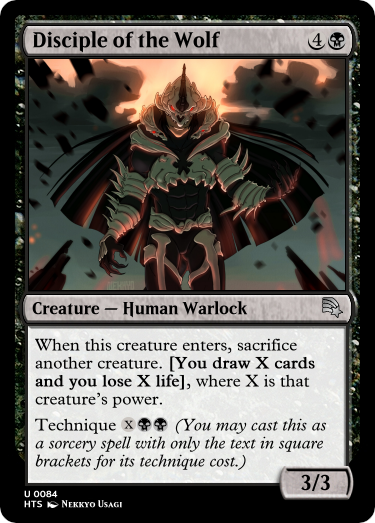 Disciple of the Wolf 4
Creature — Human Warlock
When this creature enters, sacrifice
another creature. [You draw X cards
and you lose X life], where X is that
creature's power.
Technique X (You may cast this as
a sorcery spell with only the text in square
brackets for its technique cost.)
3/3
U 0084
HTS Nekkyo Usagi